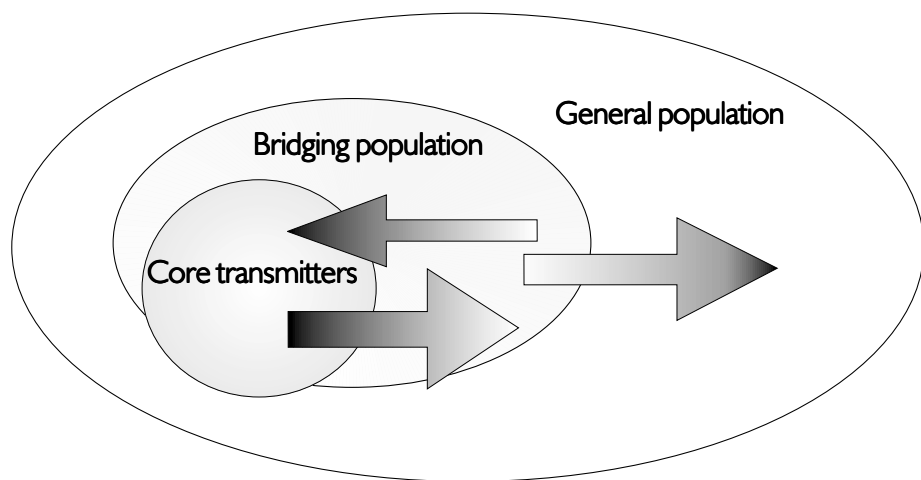 General population
Bridging population
Core transmitters